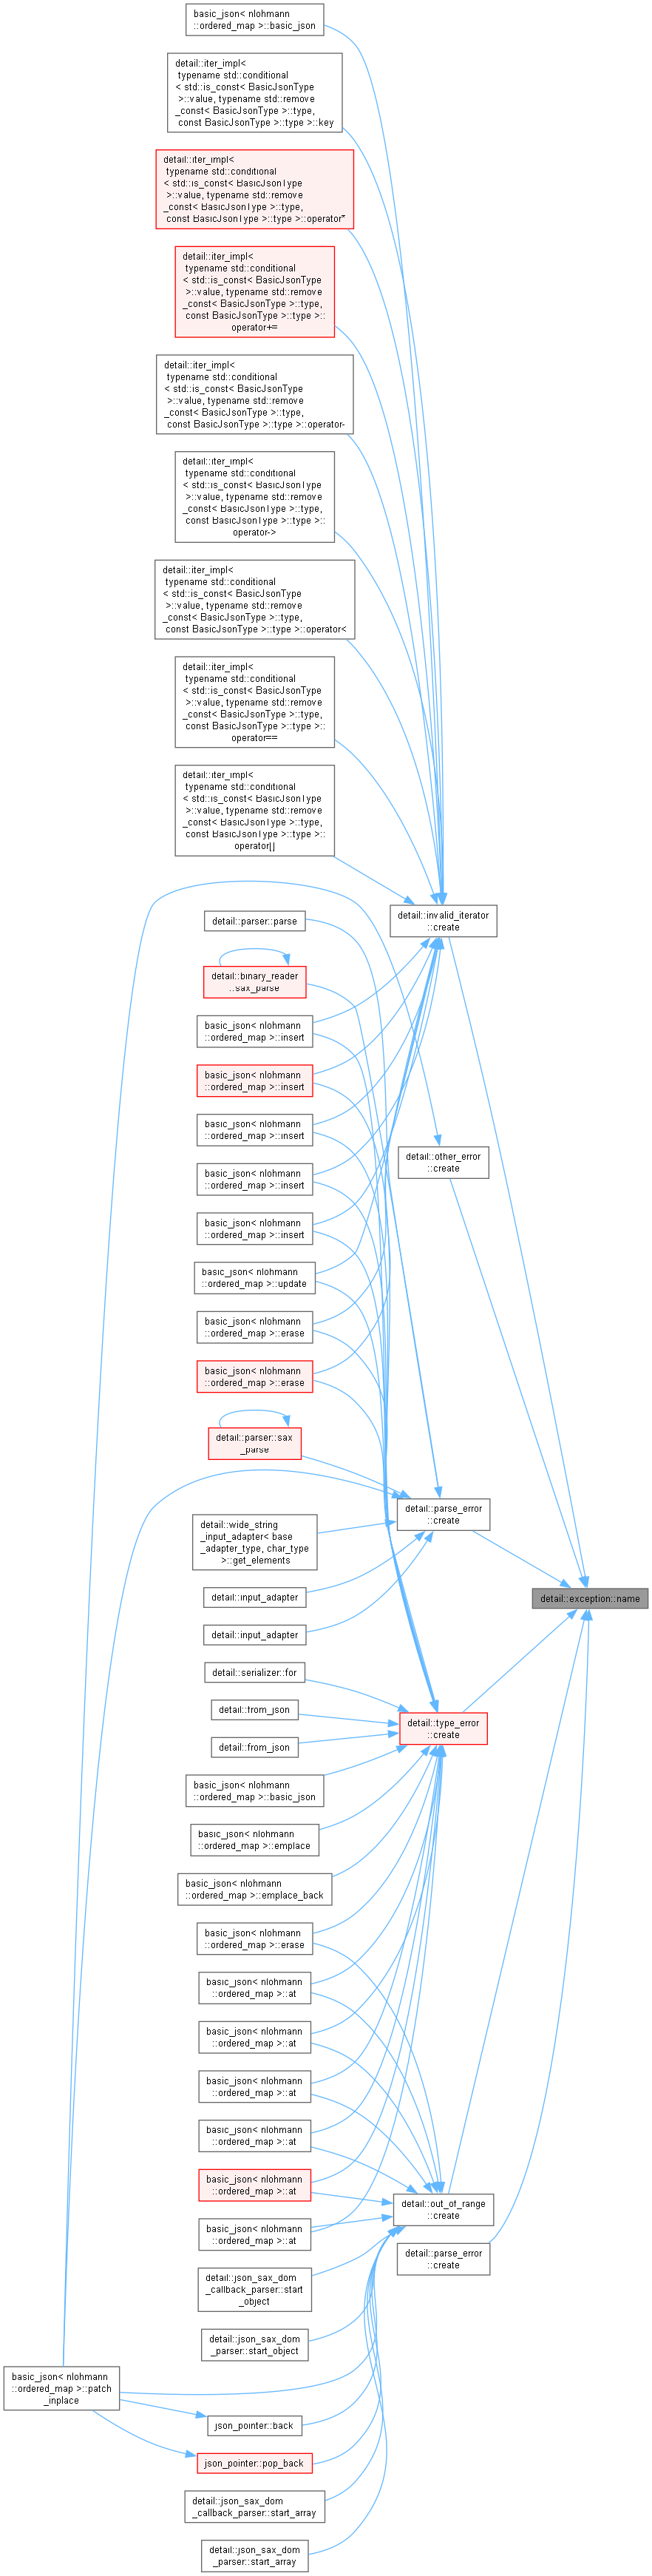 basic_json< nlohmann
::ordered_map >::basic_json
detail::iter_impl<
typename std::conditional
< std::is_const< BasicJsonType
>::value, typename std::remove
_const< BasicJsonType >::type,
const BasicJsonType >::type >::key
detail::iter_impl<
typename std::conditional
< std::is_const< BasicJsonType
>::value, typename std::remove
_const< BasicJsonType >::type,
const BasicJsonType >::type >::operator*
detail::iter_impl<
typename std::conditional
< std::is_const< BasicJsonType
>::value, typename std::remove
_const< BasicJsonType >::type,
const BasicJsonType >::type >::
operator+=
detail::iter_impl<
typename std::conditional
< std::is_const< BasicJsonType
>::value, typename std::remove
_const< BasicJsonType >::type,
const BasicJsonType >::type >::operator-
detail::iter_impl<
typename std::conditional
< std::is_const< BasicJsonType
>::value, typename std::remove
_const< BasicJsonType >::type,
const BasicJsonType >::type >::
operator->
detail::iter_impl<
typename std::conditional
< std::is_const< BasicJsonType
>::value, typename std::remove
_const< BasicJsonType >::type,
const BasicJsonType >::type >::operator<
detail::iter_impl<
typename std::conditional
< std::is_const< BasicJsonType
>::value, typename std::remove
_const< BasicJsonType >::type,
const BasicJsonType >::type >::
operator==
detail::iter_impl<
typename std::conditional
< std::is_const< BasicJsonType
>::value, typename std::remove
_const< BasicJsonType >::type,
const BasicJsonType >::type >::
operator[]
detail::invalid_iterator
::create
detail::parser::parse
detail::binary_reader
::sax_parse
basic_json< nlohmann
::ordered_map >::insert
basic_json< nlohmann
::ordered_map >::insert
basic_json< nlohmann
::ordered_map >::insert
detail::other_error
::create
basic_json< nlohmann
::ordered_map >::insert
basic_json< nlohmann
::ordered_map >::insert
basic_json< nlohmann
::ordered_map >::update
basic_json< nlohmann
::ordered_map >::erase
basic_json< nlohmann
::ordered_map >::erase
detail::parser::sax
_parse
detail::parse_error
::create
detail::wide_string
_input_adapter< base
_adapter_type, char_type
>::get_elements
detail::input_adapter
detail::exception::name
detail::input_adapter
detail::serializer::for
detail::from_json
detail::type_error
::create
detail::from_json
basic_json< nlohmann
::ordered_map >::basic_json
basic_json< nlohmann
::ordered_map >::emplace
basic_json< nlohmann
::ordered_map >::emplace_back
basic_json< nlohmann
::ordered_map >::erase
basic_json< nlohmann
::ordered_map >::at
basic_json< nlohmann
::ordered_map >::at
basic_json< nlohmann
::ordered_map >::at
basic_json< nlohmann
::ordered_map >::at
basic_json< nlohmann
::ordered_map >::at
detail::out_of_range
::create
basic_json< nlohmann
::ordered_map >::at
detail::parse_error
::create
detail::json_sax_dom
_callback_parser::start
_object
detail::json_sax_dom
_parser::start_object
basic_json< nlohmann
::ordered_map >::patch
_inplace
json_pointer::back
json_pointer::pop_back
detail::json_sax_dom
_callback_parser::start_array
detail::json_sax_dom
_parser::start_array